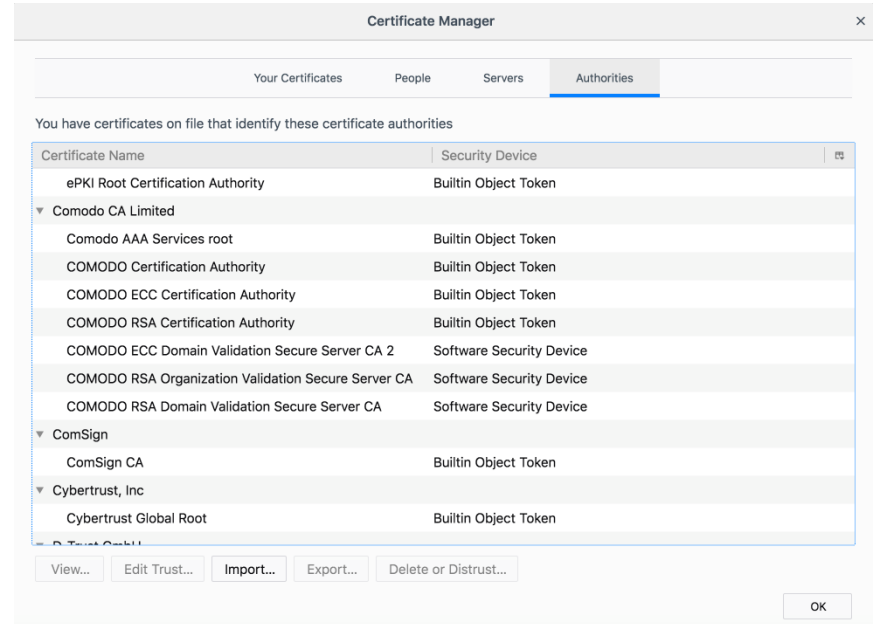 Certificate Manager
Your Certificates People Servers Authorities
You have certificates on file that identify these certificate authorities
Certificate Name Security Device
ePKI Root Certification Authority Builtin Object Token
Comodo CA Limited
Comodo AAA Services root Builtin Object Token
COMODO Certification Authority Builtin Object Token
COMODO ECC Certification Authority Builtin Object Token
COMODO RSA Certification Authority Builtin Object Token
COMODO ECC Domain Validation Secure Server CA 2 Software Security Device
COMODO RSA Organization Validation Secure Server CA Software Security Device
COMODO RSA Domain Validation Secure Server CA Software Security Device
ComSign
ComSign CA Builtin Object Token
Cybertrust, Inc
Cybertrust Global Root Builtin Object Token
D-Trust GmbH
View... Edit Trust... Import... Export... Delete or Distrust...
OK